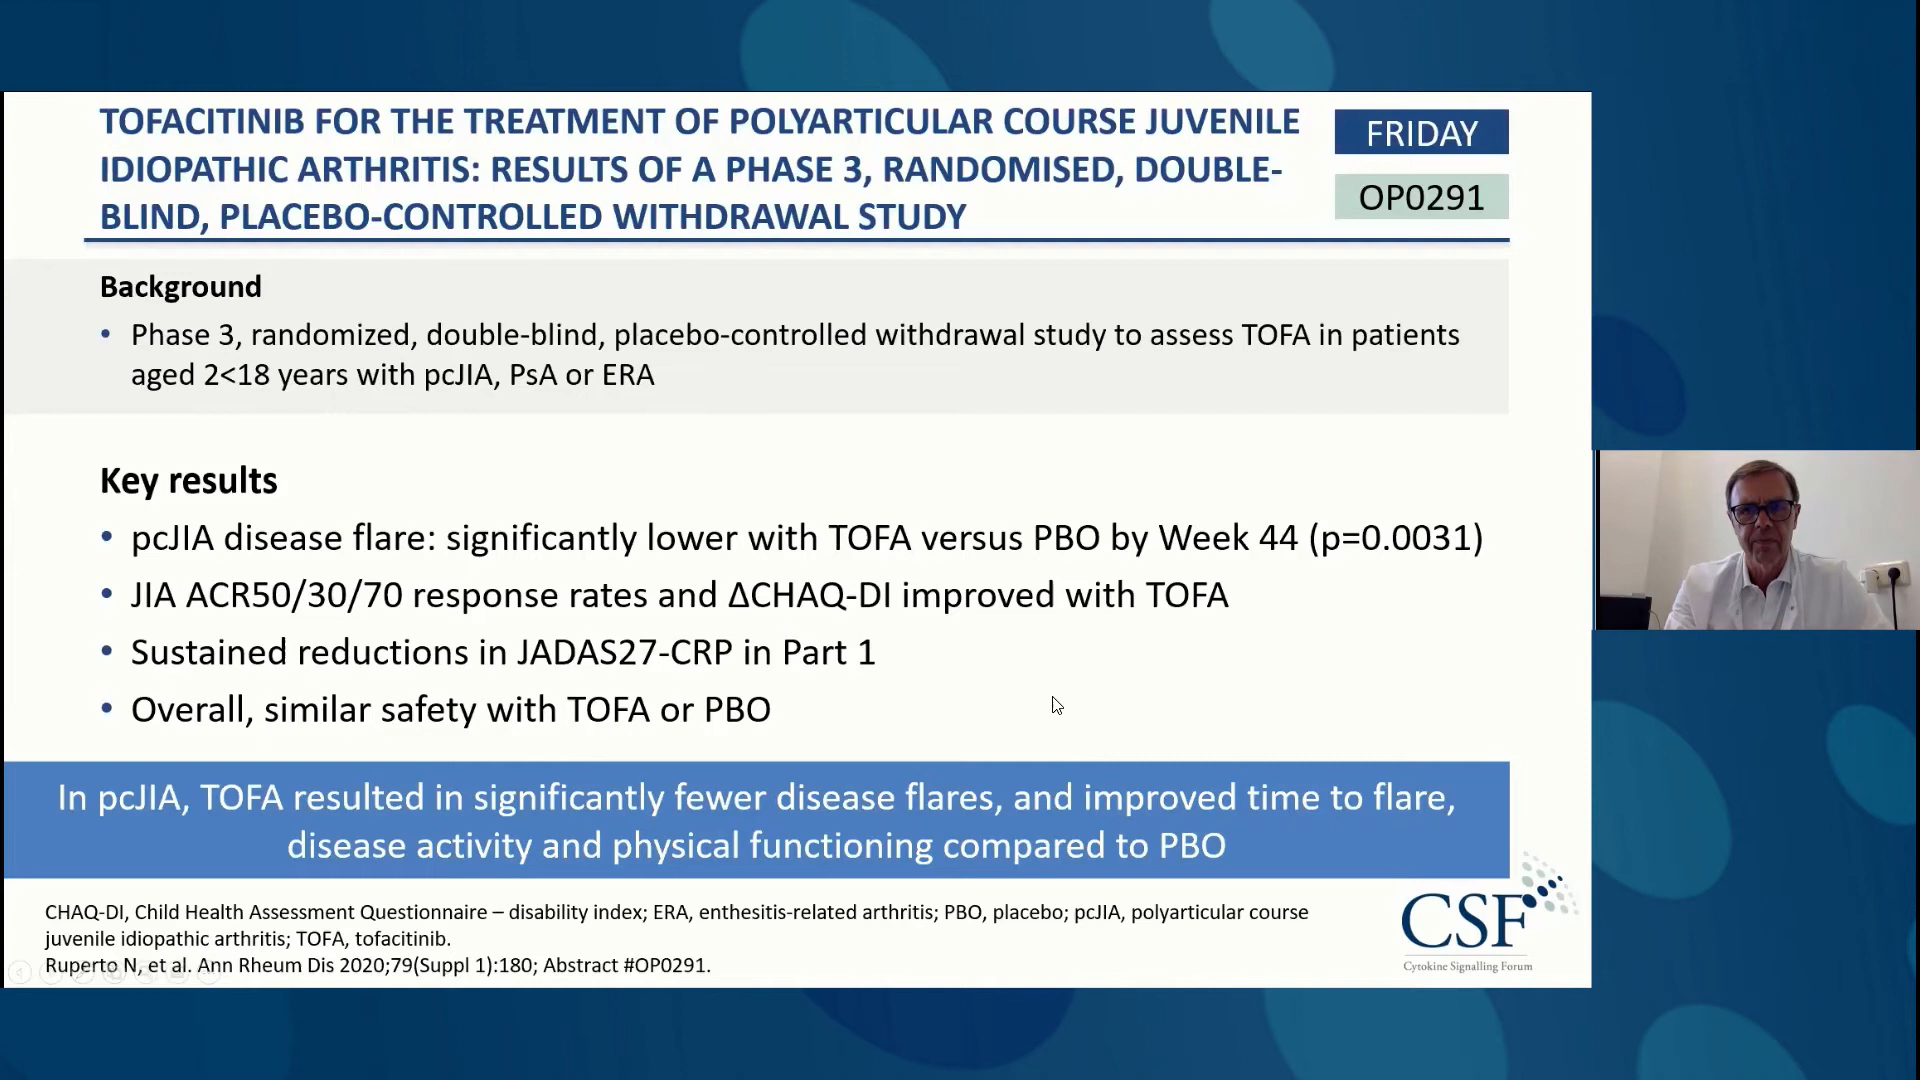 TOFACITINIB FOR THE TREATMENT OF POLYARTICULAR COURSE JUVENILE
IDIOPATHIC ARTHRITIS: RESULTS OF A PHASE 3, RANDOMISED, DOUBLE-
BLIND, PLACEBO-CONTROLLED WITHDRAWAL STUDY
FRIDAY
OP0291
Background
• Phase 3, randomized, double-blind, placebo-controlled withdrawal study to assess TOFA in patients
aged 2<18 years with pcJIA, PsA or ERA
Key results
• pcJIA disease flare: significantly lower with TOFA versus PBO by Week 44 (p=0.0031)
• JIA ACR50/30/70 response rates and ΔCHAQ-DI improved with TOFA
• Sustained reductions in JADAS27-CRP in Part 1
• Overall, similar safety with TOFA or PBO
In pcJIA, TOFA resulted in significantly fewer disease flares, and improved time to flare,
disease activity and physical functioning compared to PBO
CHAQ-DI, Child Health Assessment Questionnaire – disability index; ERA, enthesitis-related arthritis; PBO, placebo; pcJIA, polyarticular course
juvenile idiopathic arthritis; TOFA, tofacitinib.
Ruperto N, et al. Ann Rheum Dis 2020;79(Suppl 1):180; Abstract #OP0291.
CSF
Cytokine Signalling Forum